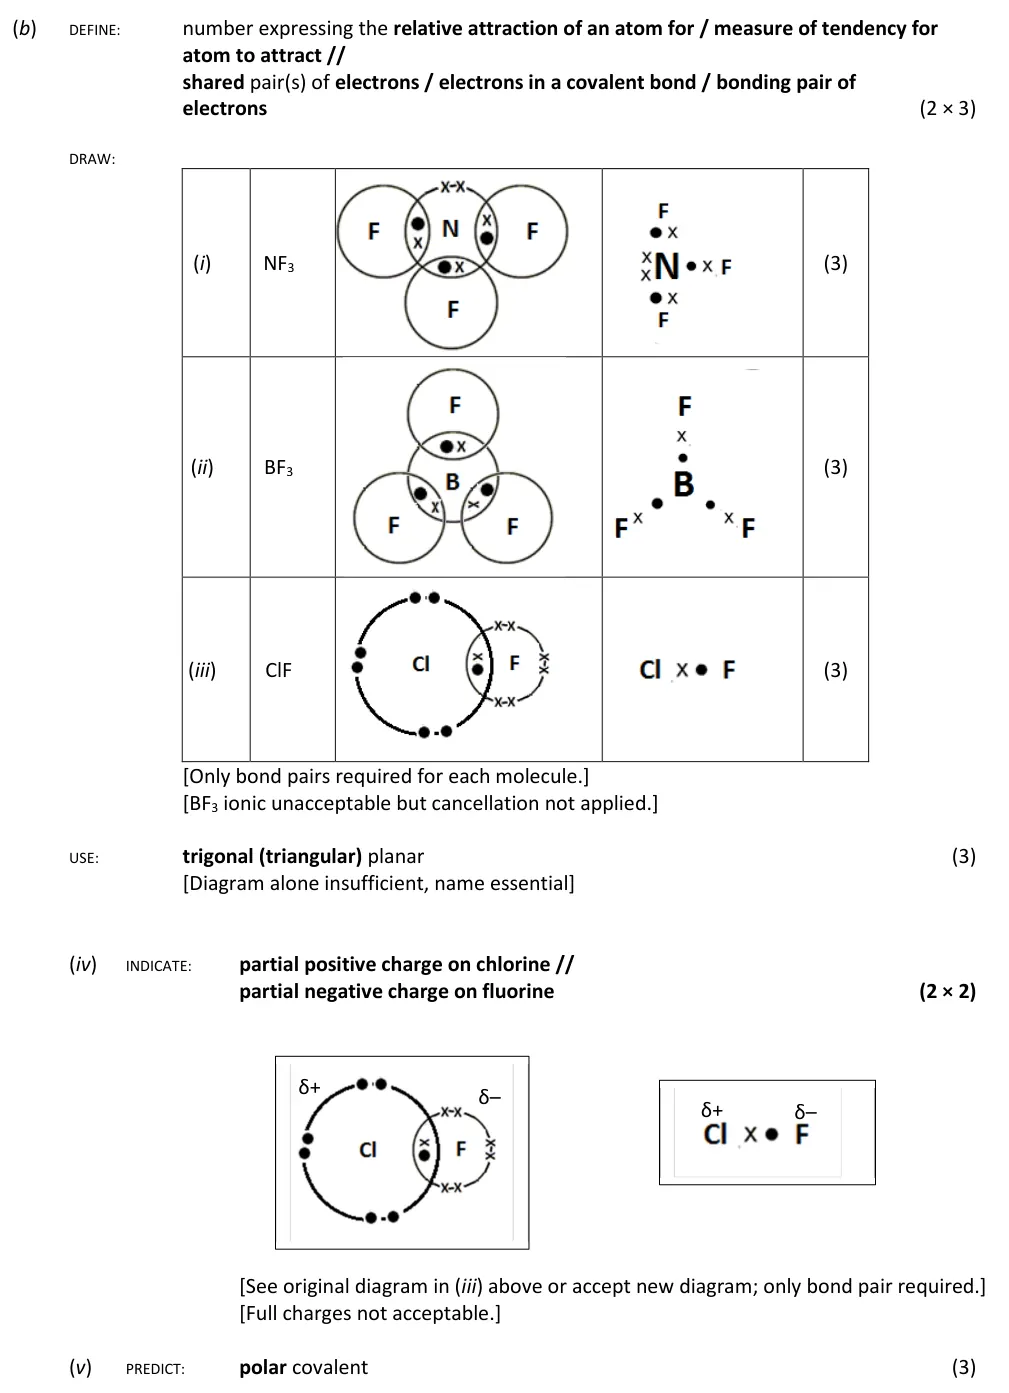 (b) DEFINE: number expressing the relative attraction of an atom for / measure of tendency for
atom to attract //
shared pair(s) of electrons / electrons in a covalent bond / bonding pair of
electrons (2 × 3)
DRAW:
(i) NF₃
x-x
F x N x F
x
F
F
x
x N x F
x
x
F
(3)
(ii) BF₃
F
x
B
x x
F F
F
x
B
F x x F
(3)
(iii) ClF
x-x
Cl x F x-x
x-x
Cl x F
(3)
[Only bond pairs required for each molecule.]
[BF₃ ionic unacceptable but cancellation not applied.]
USE: trigonal (triangular) planar (3)
[Diagram alone insufficient, name essential]
(iv) INDICATE: partial positive charge on chlorine //
partial negative charge on fluorine (2 × 2)
δ+ δ–
x-x
Cl x F x-x
x-x
δ+ δ–
Cl x F
[See original diagram in (iii) above or accept new diagram; only bond pair required.]
[Full charges not acceptable.]
(v) PREDICT: polar covalent (3)